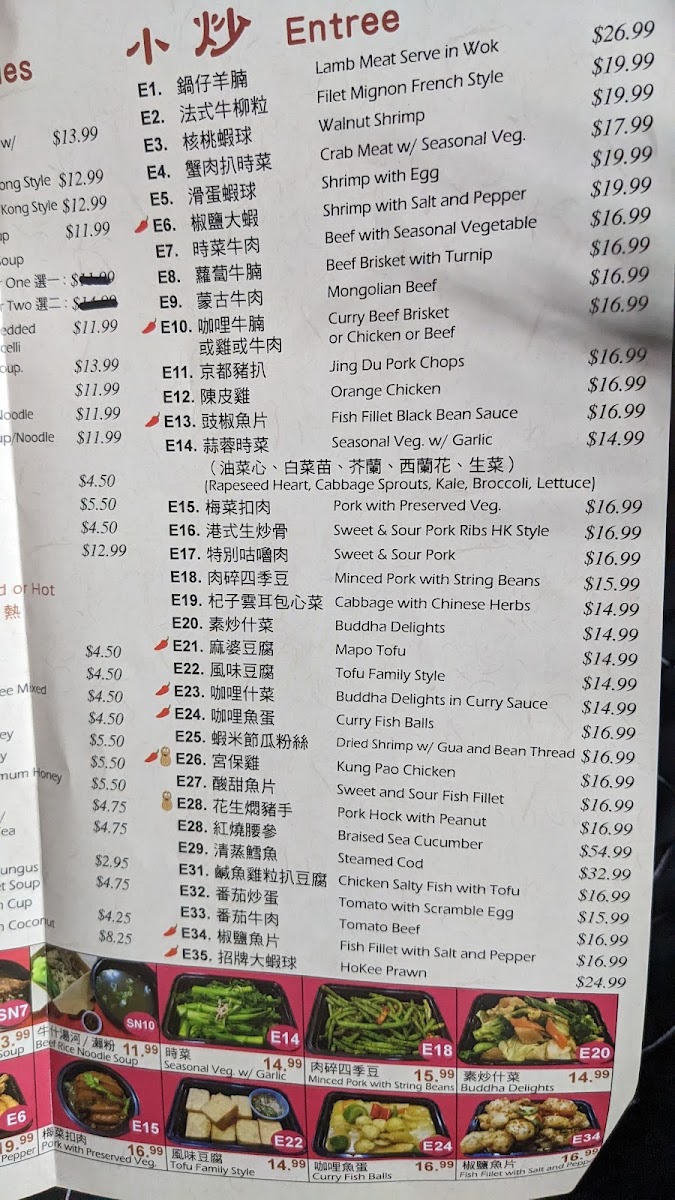 es
w/ $13.99
ong Style $12.99
Kong Style $12.99
up $11.99
Soup
One 選一 :
Two 選二 :
edded $11.99
celli
oup. $13.99
$11.99
Noodle $11.99
up/Noodle $11.99
$4.50
$5.50
$4.50
$12.99
d or Hot
熱
$4.50
$4.50
ee Mixed $4.50
$4.50
ey $5.50
y $5.50
mum Honey $5.50
/ $4.75
ea $4.75
ungus $2.95
et Soup $4.75
n Cup
n Coconut $4.25
$8.25
小 炒 Entree
E1. 鍋仔羊腩 Lamb Meat Serve in Wok $26.99
E2. 法式牛柳粒 Filet Mignon French Style $19.99
E3. 核桃蝦球 Walnut Shrimp $19.99
E4. 蟹肉扒時菜 Crab Meat w/ Seasonal Veg. $17.99
E5. 滑蛋蝦球 Shrimp with Egg $19.99
E6. 椒鹽大蝦 Shrimp with Salt and Pepper $19.99
E7. 時菜牛肉 Beef with Seasonal Vegetable $16.99
E8. 蘿蔔牛腩 Beef Brisket with Turnip $16.99
E9. 蒙古牛肉 Mongolian Beef $16.99
E10. 咖哩牛腩 Curry Beef Brisket $16.99
或雞或牛肉 or Chicken or Beef
E11. 京都豬扒 Jing Du Pork Chops $16.99
E12. 陳皮雞 Orange Chicken $16.99
E13. 豉椒魚片 Fish Fillet Black Bean Sauce $16.99
E14. 蒜蓉時菜 Seasonal Veg. w/ Garlic $14.99
（油菜心、白菜苗、芥蘭、西蘭花、生菜）
(Rapeseed Heart, Cabbage Sprouts, Kale, Broccoli, Lettuce)
E15. 梅菜扣肉 Pork with Preserved Veg. $16.99
E16. 港式生炒骨 Sweet & Sour Pork Ribs HK Style $16.99
E17. 特別咕嚕肉 Sweet & Sour Pork $16.99
E18. 肉碎四季豆 Minced Pork with String Beans $15.99
E19. 杞子雲耳包心菜 Cabbage with Chinese Herbs $14.99
E20. 素炒什菜 Buddha Delights $14.99
E21. 麻婆豆腐 Mapo Tofu $14.99
E22. 風味豆腐 Tofu Family Style $14.99
E23. 咖哩什菜 Buddha Delights in Curry Sauce $14.99
E24. 咖哩魚蛋 Curry Fish Balls $16.99
E25. 蝦米節瓜粉絲 Dried Shrimp w/ Gua and Bean Thread $16.99
E26. 宮保雞 Kung Pao Chicken $16.99
E27. 酸甜魚片 Sweet and Sour Fish Fillet $16.99
E28. 花生燜豬手 Pork Hock with Peanut $16.99
E28. 紅燒腰參 Braised Sea Cucumber $54.99
E29. 清蒸鱈魚 Steamed Cod $32.99
E31. 鹹魚雞粒扒豆腐 Chicken Salty Fish with Tofu $16.99
E32. 番茄炒蛋 Tomato with Scramble Egg $15.99
E33. 番茄牛肉 Tomato Beef $16.99
E34. 椒鹽魚片 Fish Fillet with Salt and Pepper $16.99
E35. 招牌大蝦球 HoKee Prawn $24.99
SN7 SN10 E14 E18 E20
3.99 Soup
牛什湯河 / 瀨粉 Beef Rice Noodle Soup 11.99
時菜 Seasonal Veg. w/ Garlic 14.99
肉碎四季豆 Minced Pork with String Beans 15.99
素炒什菜 Buddha Delights 14.99
E6 E15 E22 E24 E34
19.99 Pepper
梅菜扣肉 Pork with Preserved Veg. 16.99
風味豆腐 Tofu Family Style 14.99
咖哩魚蛋 Curry Fish Balls 16.99
椒鹽魚片 Fish Fillet with Salt and Pepp 16.99